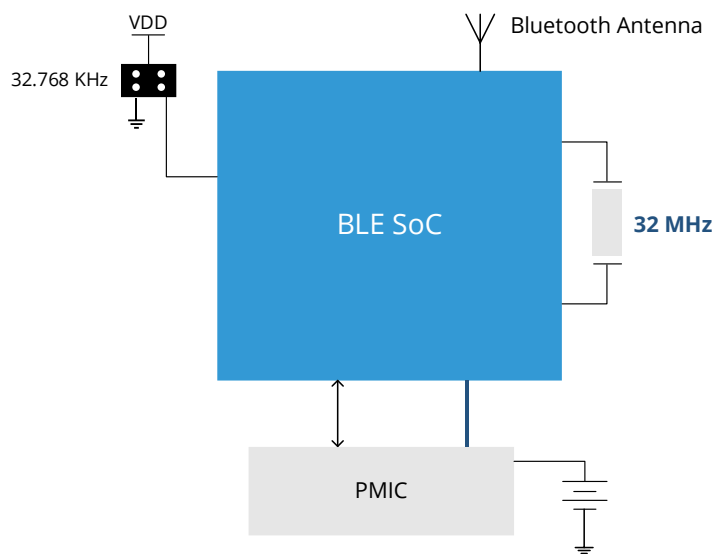 VDD
Bluetooth Antenna
32.768 KHz
BLE SoC
32 MHz
PMIC